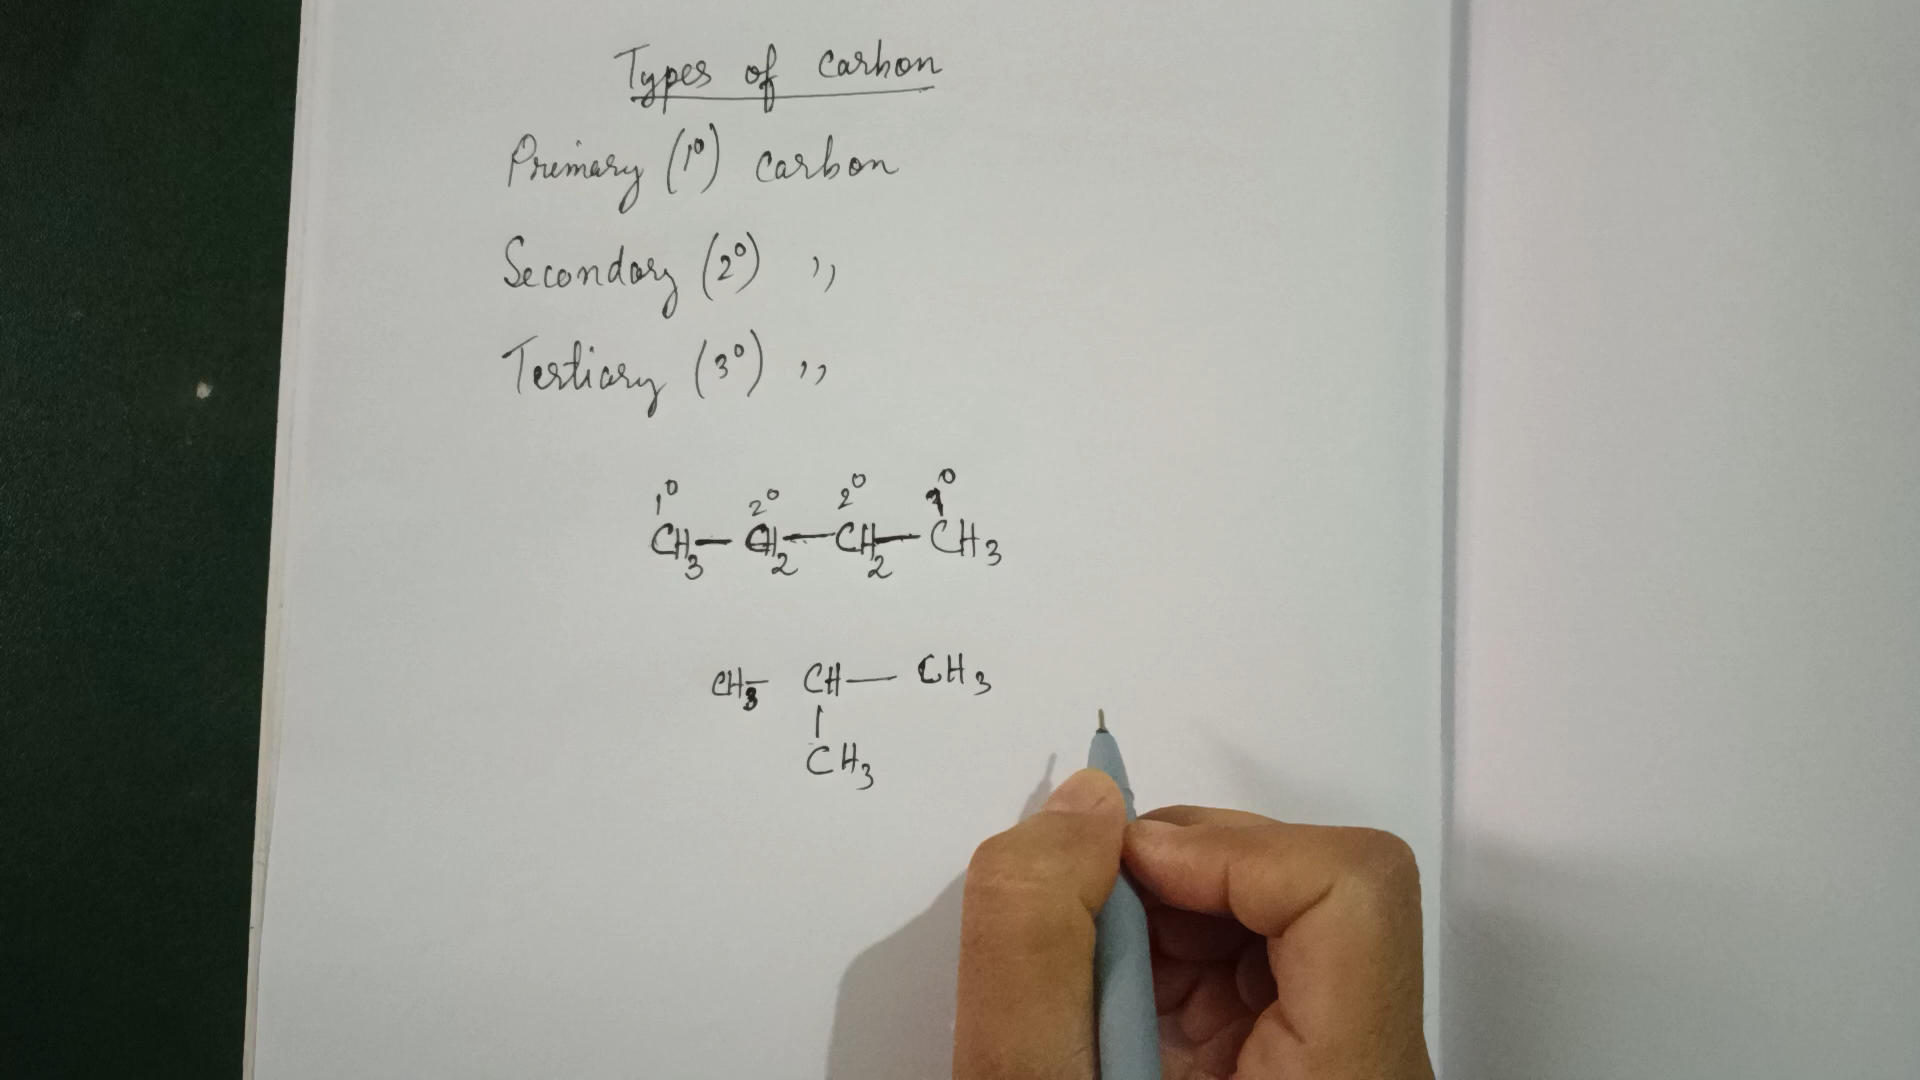 Types of carbon
Primary (1°) carbon
Secondary (2°) ,,
Tertiary (3°) ,,
1° 2° 2° 1°
CH3 — CH2 — CH2 — CH3
CH3 – CH — CH3
|
CH3